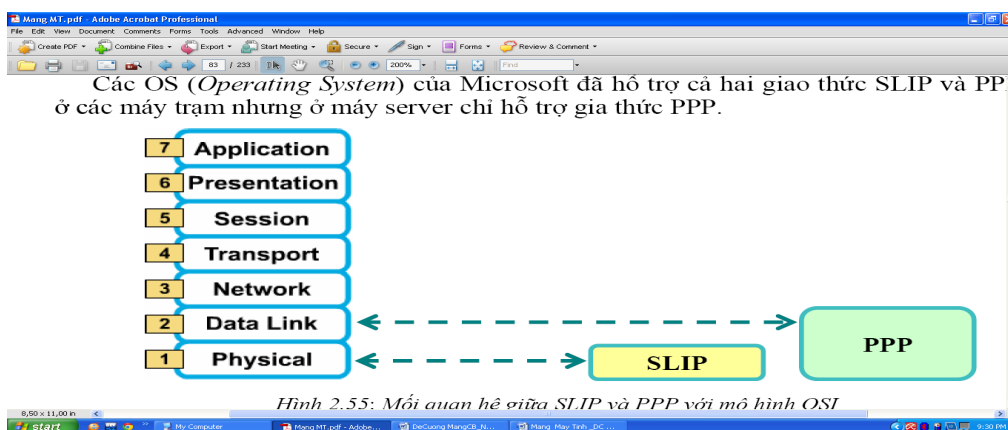 Mang MT.pdf - Adobe Acrobat Professional
File Edit View Document Comments Forms Tools Advanced Window Help
Create PDF Combine Files Export Start Meeting Secure Sign Forms Review & Comment
83 / 233 200% Find
Các OS (Operating System) của Microsoft đã hỗ trợ cả hai giao thức SLIP và PP
ở các máy trạm nhưng ở máy server chỉ hỗ trợ gia thức PPP.
7 Application
6 Presentation
5 Session
4 Transport
3 Network
2 Data Link
1 Physical
SLIP
PPP
Hình 2.55: Mối quan hệ giữa SLIP và PPP với mô hình OSI
8,50 x 11,00 in
start My Computer Mang MT.pdf - Adobe... DeCuong MangCB_N... Mang May Tinh _DC ... 9:30 PM